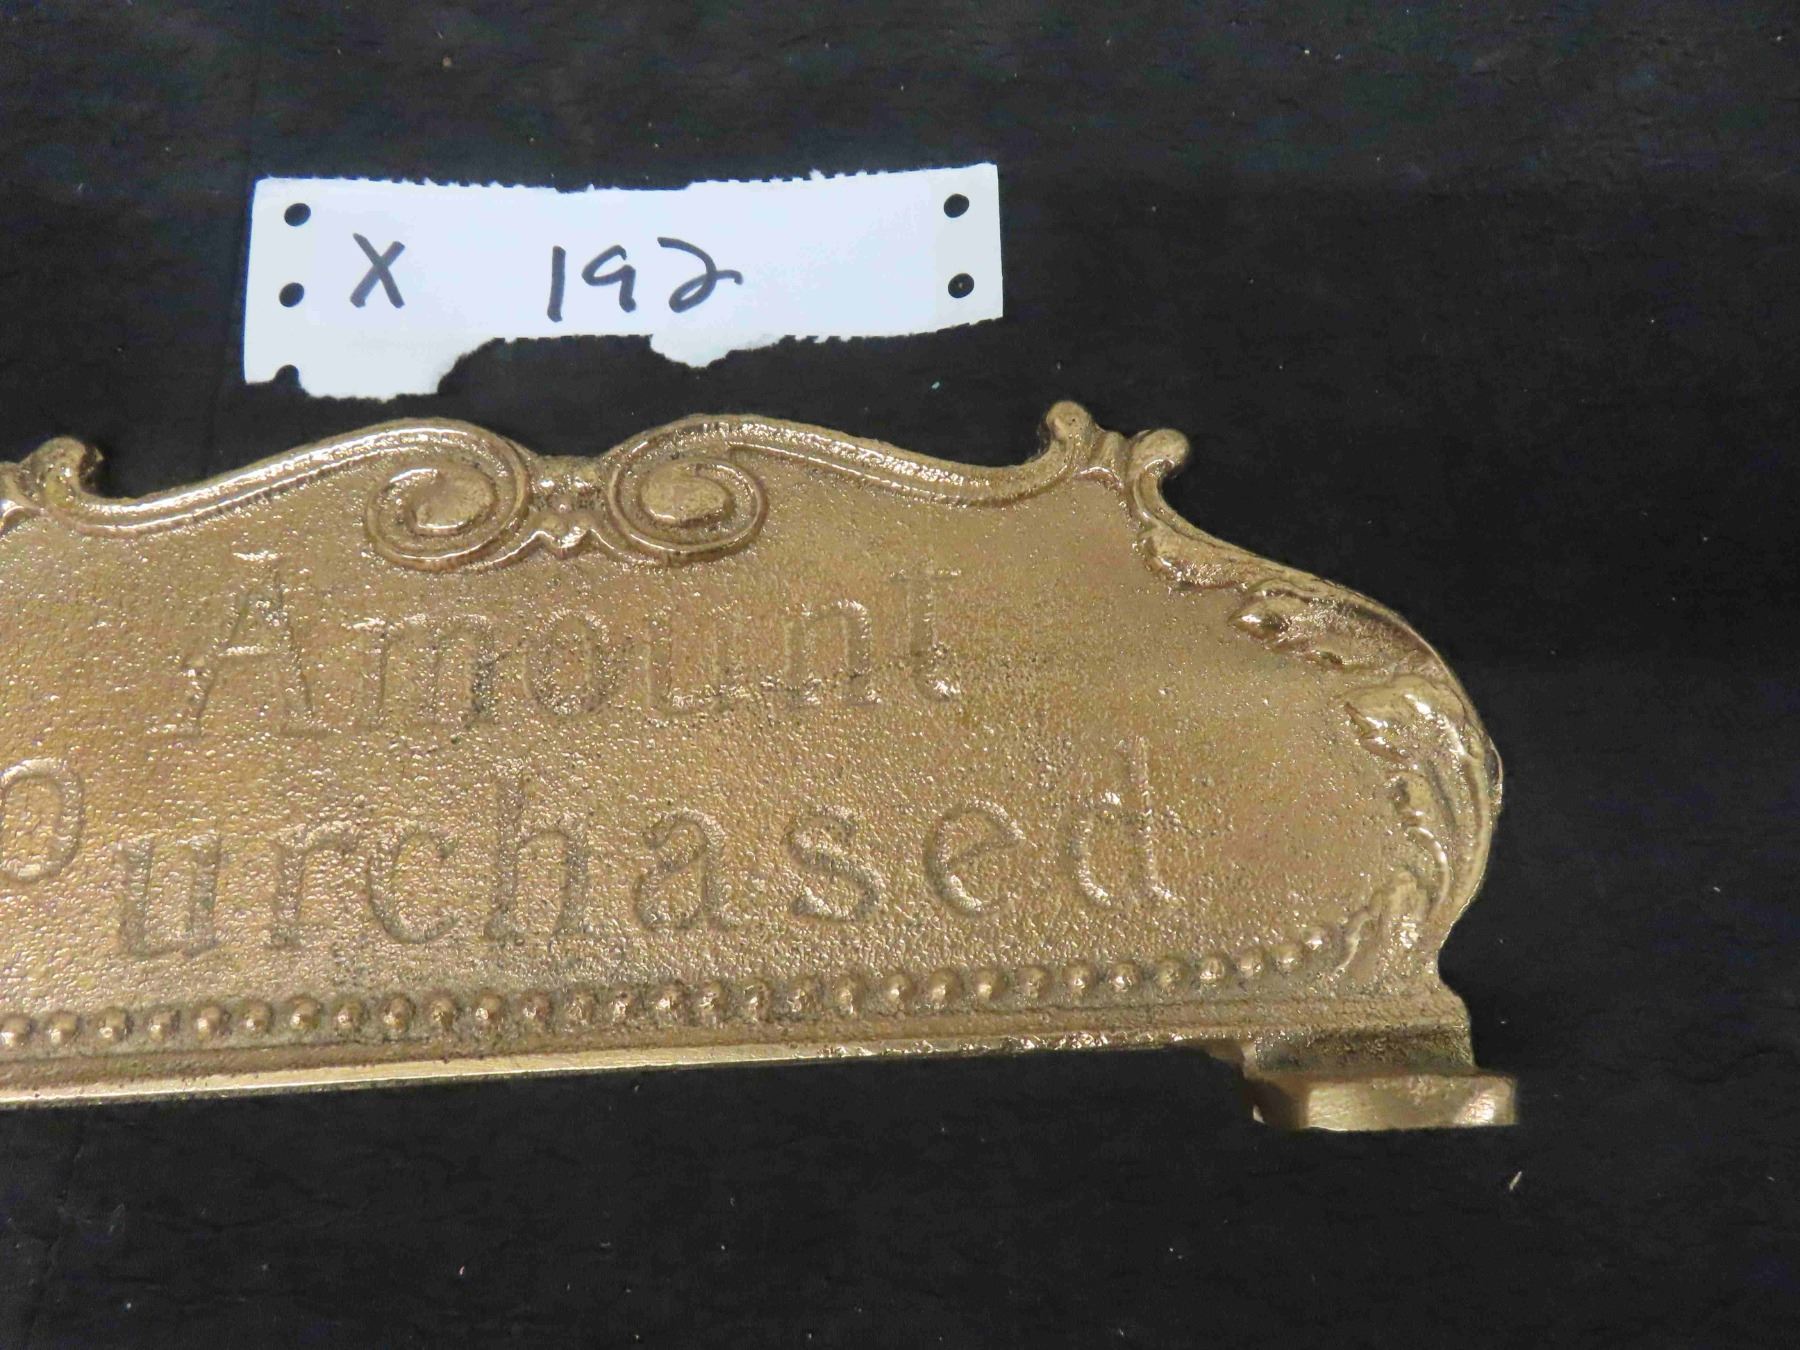 X 192
Amount
Purchased